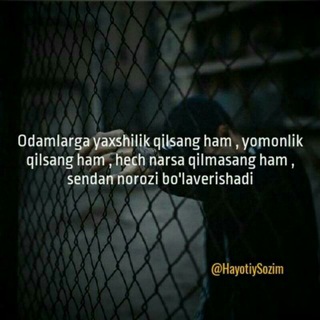 Odamlarga yaxshilik qilsang ham , yomonlik
qilsang ham , hech narsa qilmasang ham ,
sendan norozi bo'laverishadi
@HayotiySozim